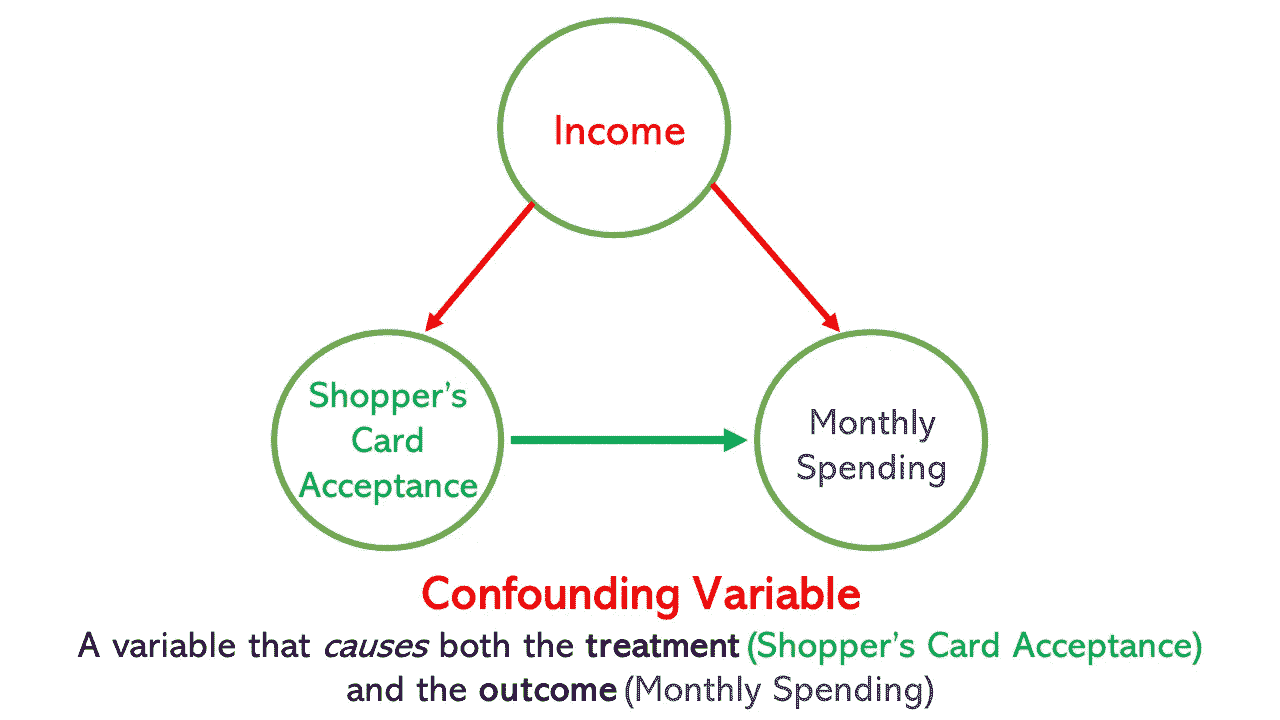 Income
Shopper's
Card
Acceptance
Monthly
Spending
Confounding Variable
A variable that causes both the treatment (Shopper's Card Acceptance)
and the outcome (Monthly Spending)